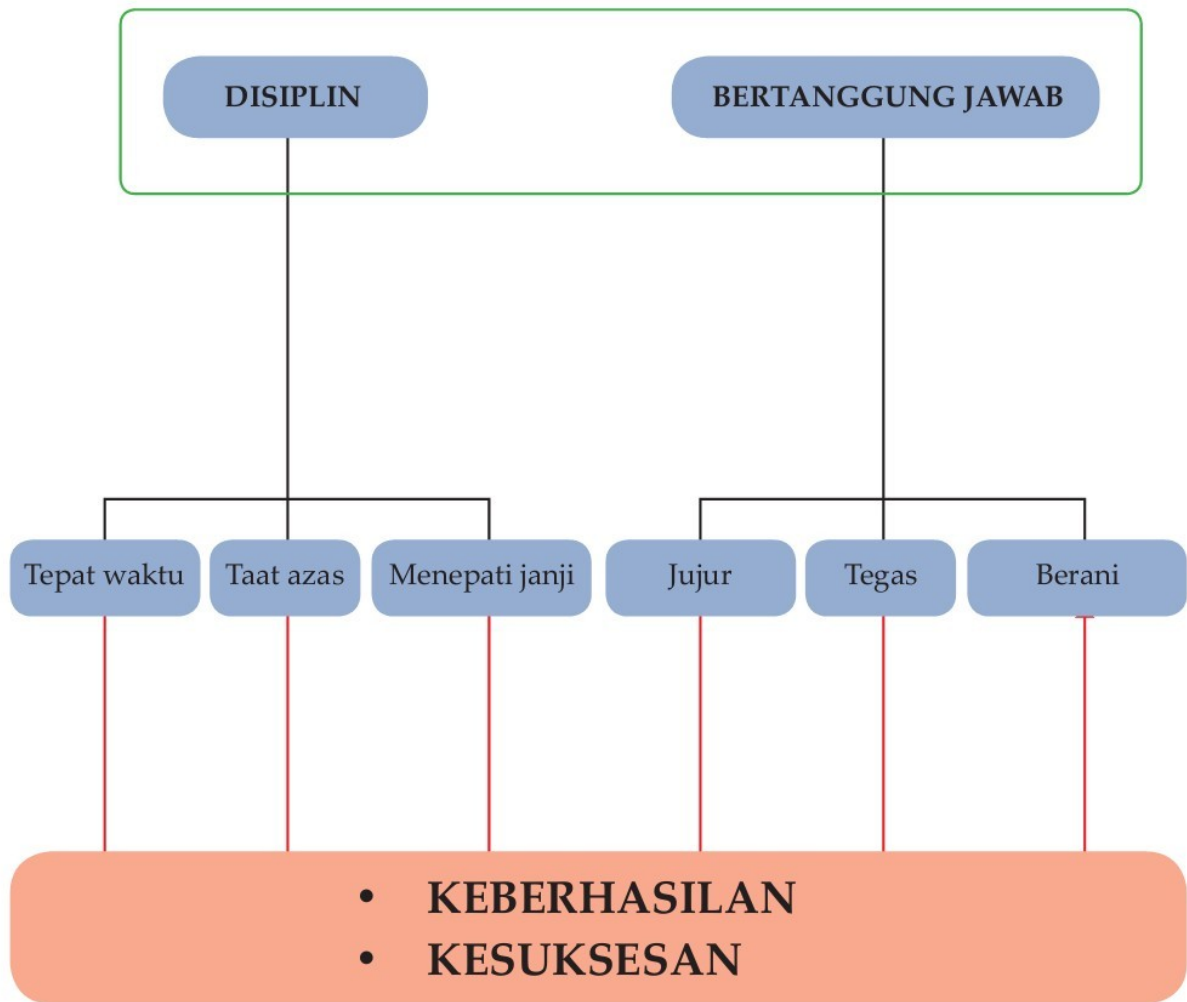 DISIPLIN
BERTANGGUNG JAWAB
Tepat waktu
Taat azas
Menepati janji
Jujur
Tegas
Berani
• KEBERHASILAN
• KESUKSESAN